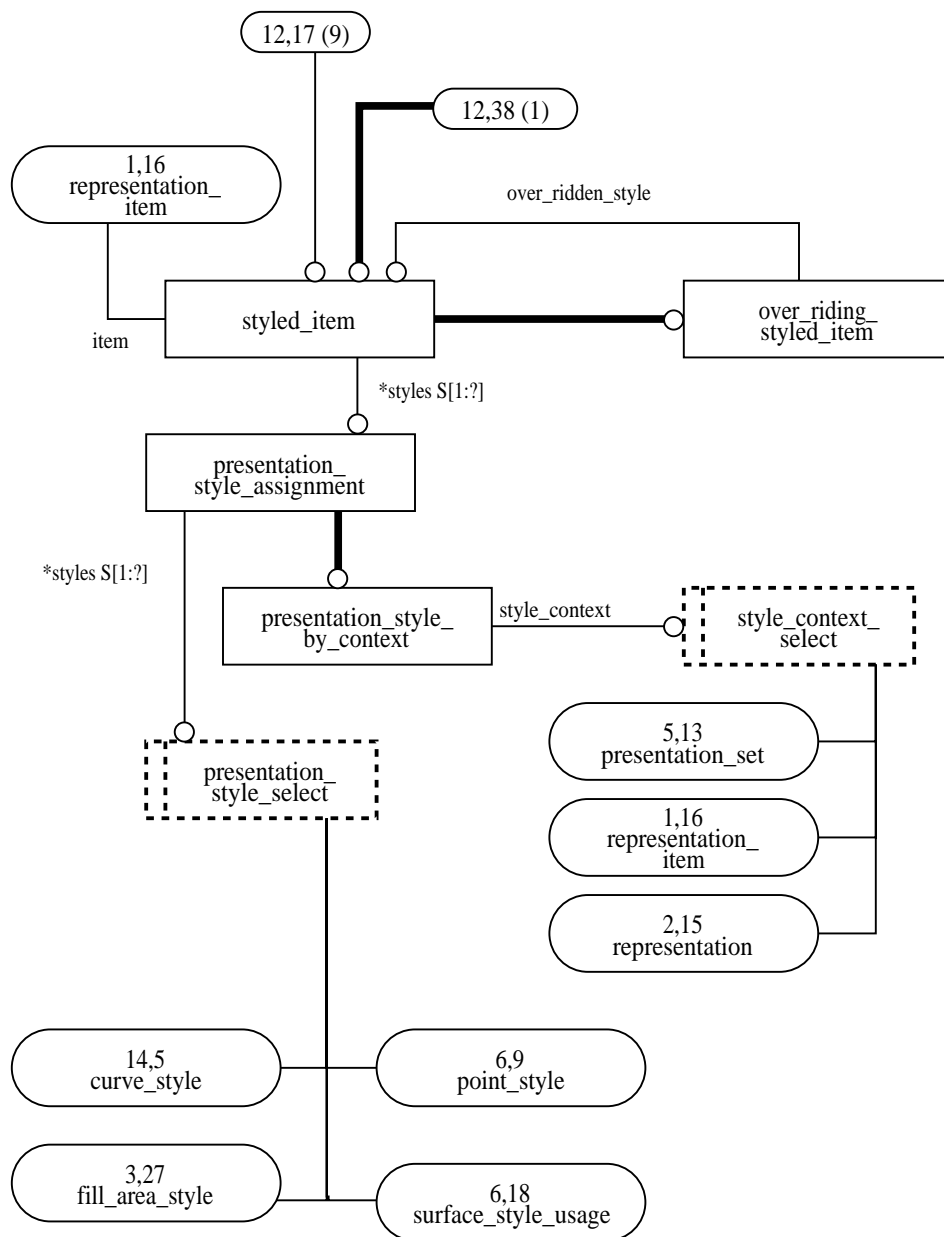 12,17 (9)
12,38 (1)
1,16
representation_
item
over_ridden_style
item
styled_item
over_riding_
styled_item
*styles S[1:?]
presentation_
style_assignment
*styles S[1:?]
presentation_style_
by_context
style_context
style_context_
select
5,13
presentation_set
presentation_
style_select
1,16
representation_
item
2,15
representation
14,5
curve_style
6,9
point_style
3,27
fill_area_style
6,18
surface_style_usage